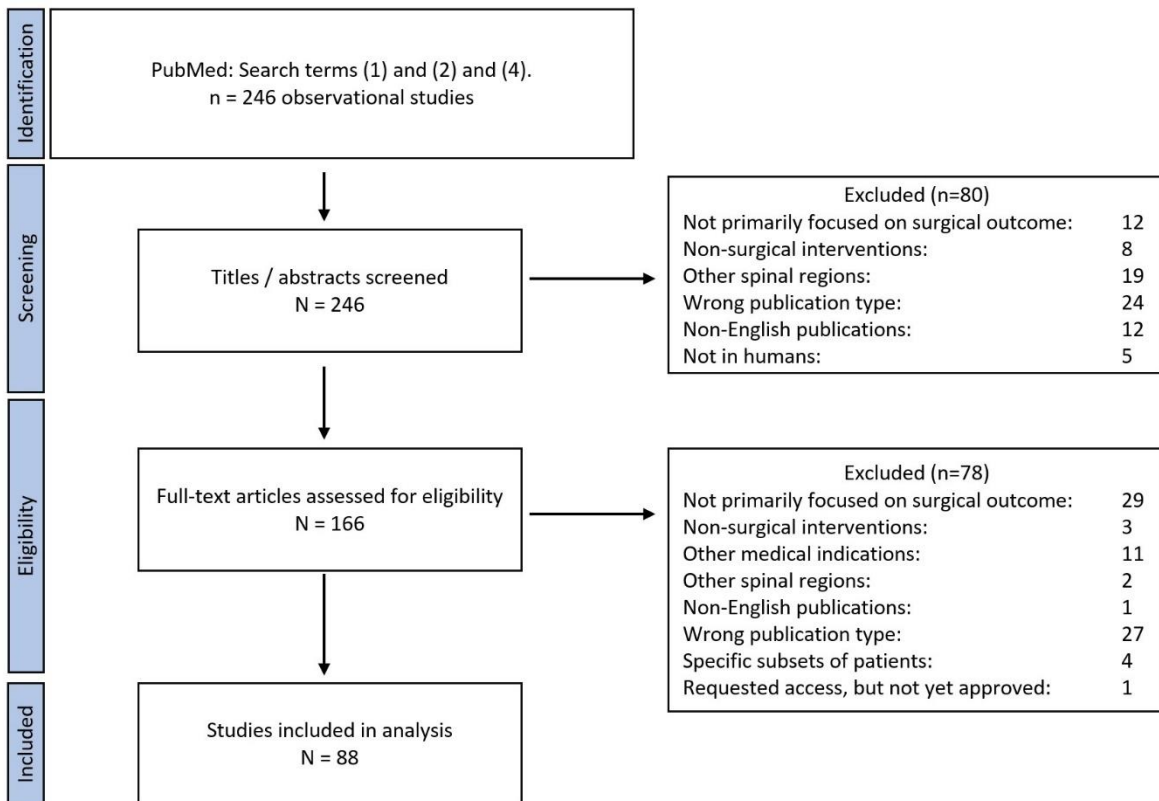 Identification
PubMed: Search terms (1) and (2) and (4).
n = 246 observational studies
Screening
Titles / abstracts screened
N = 246
Excluded (n=80)
Not primarily focused on surgical outcome: 12
Non-surgical interventions: 8
Other spinal regions: 19
Wrong publication type: 24
Non-English publications: 12
Not in humans: 5
Eligibility
Full-text articles assessed for eligibility
N = 166
Excluded (n=78)
Not primarily focused on surgical outcome: 29
Non-surgical interventions: 3
Other medical indications: 11
Other spinal regions: 2
Non-English publications: 1
Wrong publication type: 27
Specific subsets of patients: 4
Requested access, but not yet approved: 1
Included
Studies included in analysis
N = 88